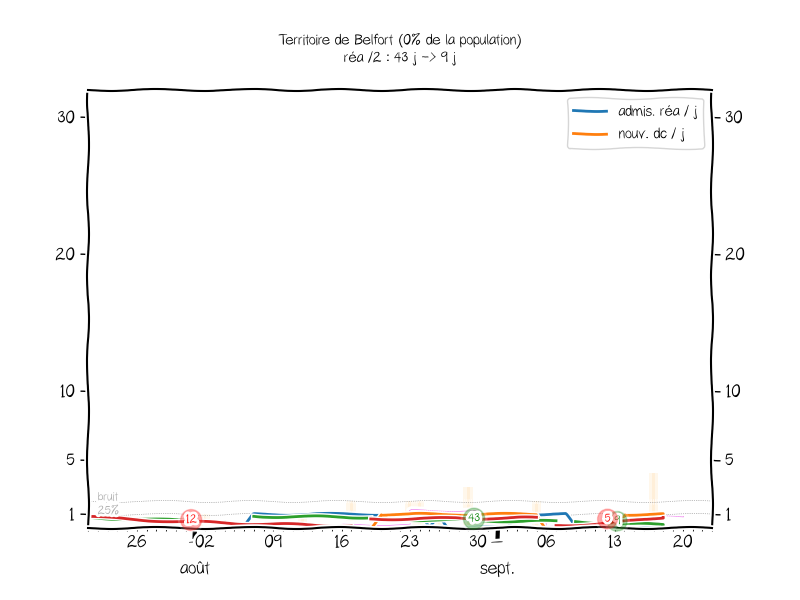 Territoire de Belfort (0% de la population)
réa /2 : 43 j -> 9 j
admis. réa / j
nouv. dc / j
30 30
20 20
10 10
5 5
bruit
25%
1 1
12 43 5
26 02 09 16 23 30 06 13 20
août sept.